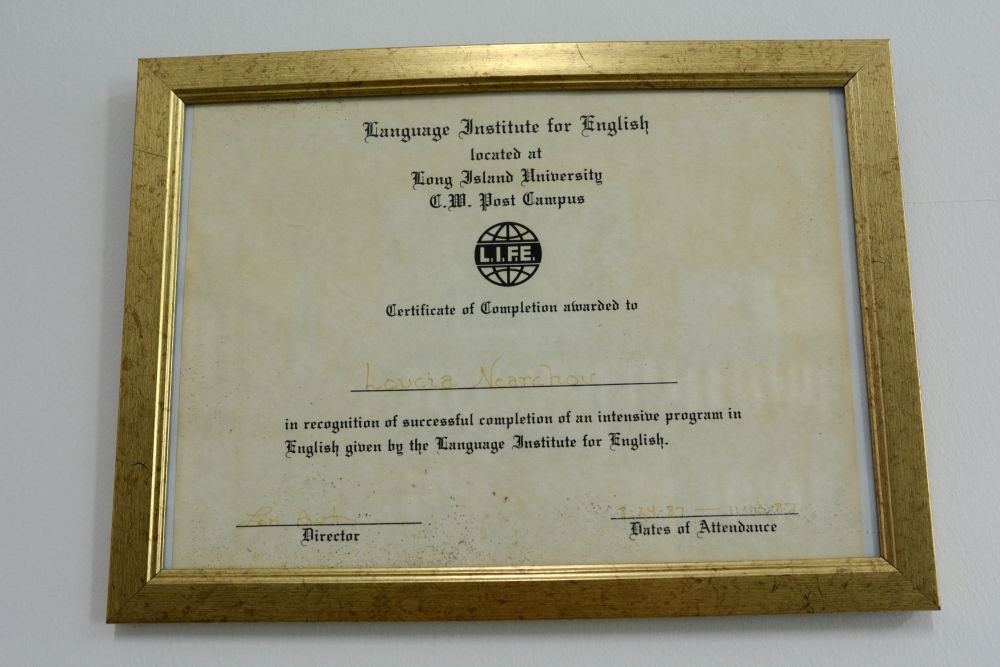 Language Institute for English
located at
Long Island University
C.W. Post Campus
L.I.F.E.
Certificate of Completion awarded to
Loucia Nearchou
in recognition of successful completion of an intensive program in
English given by the Language Institute for English.
Director
Dates of Attendance